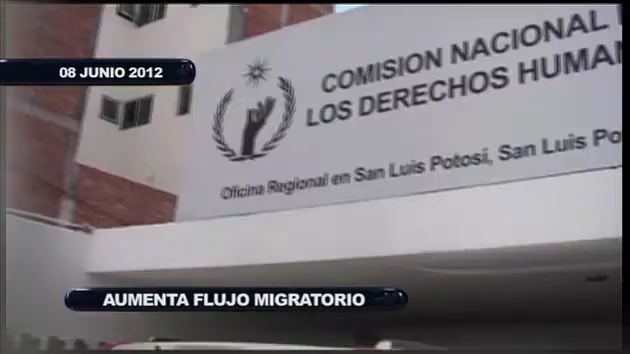 08 JUNIO 2012
COMISION NACIONAL
LOS DERECHOS HUMAN
Oficina Regional en San Luis Potosí, San Luis Po
AUMENTA FLUJO MIGRATORIO